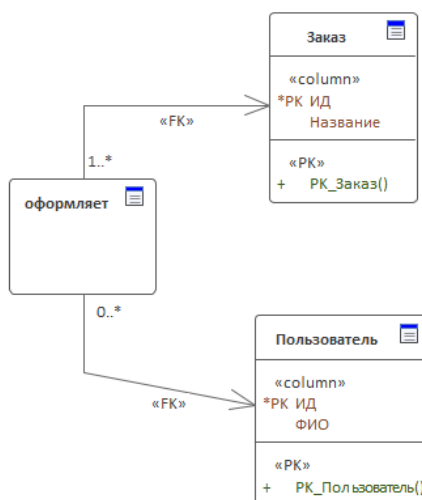 Заказ
«column»
*PK ИД
Название
«FK»
«PK»
1..*
+ PK_Заказ()
оформляет
0..*
Пользователь
«column»
«FK»
*PK ИД
ФИО
«PK»
+ PK_Пользователь()